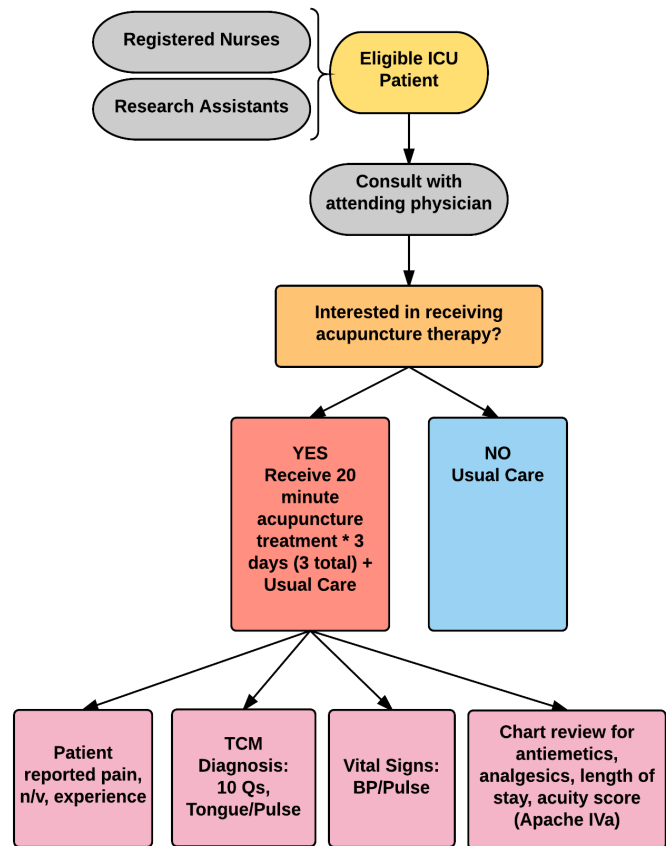 Registered Nurses
Research Assistants
Eligible ICU
Patient
Consult with
attending physician
Interested in receiving
acupuncture therapy?
YES
Receive 20
minute
acupuncture
treatment * 3
days (3 total) +
Usual Care
NO
Usual Care
Patient
reported pain,
n/v, experience
TCM
Diagnosis:
10 Qs,
Tongue/Pulse
Vital Signs:
BP/Pulse
Chart review for
antiemetics,
analgesics, length of
stay, acuity score
(Apache IVa)